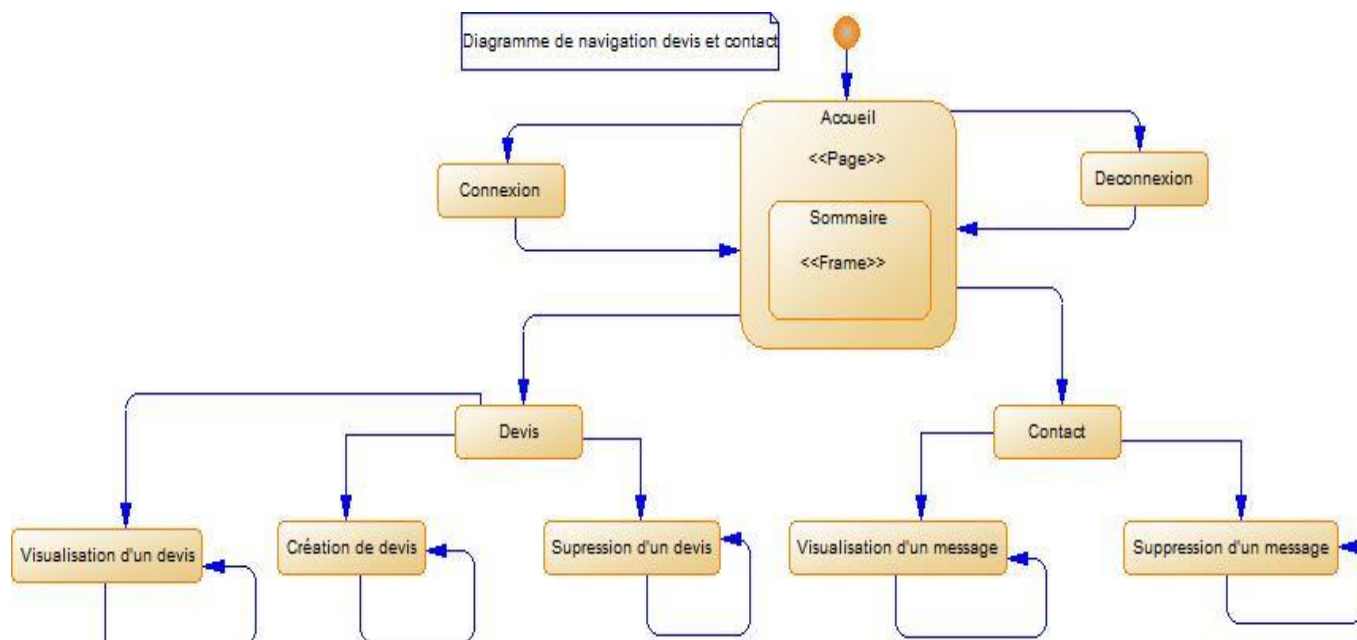 Diagramme de navigation devis et contact
Accueil
<<Page>>
Connexion
Deconnexion
Sommaire
<<Frame>>
Devis
Contact
Visualisation d'un devis
Création de devis
Supression d'un devis
Visualisation d'un message
Suppression d'un message